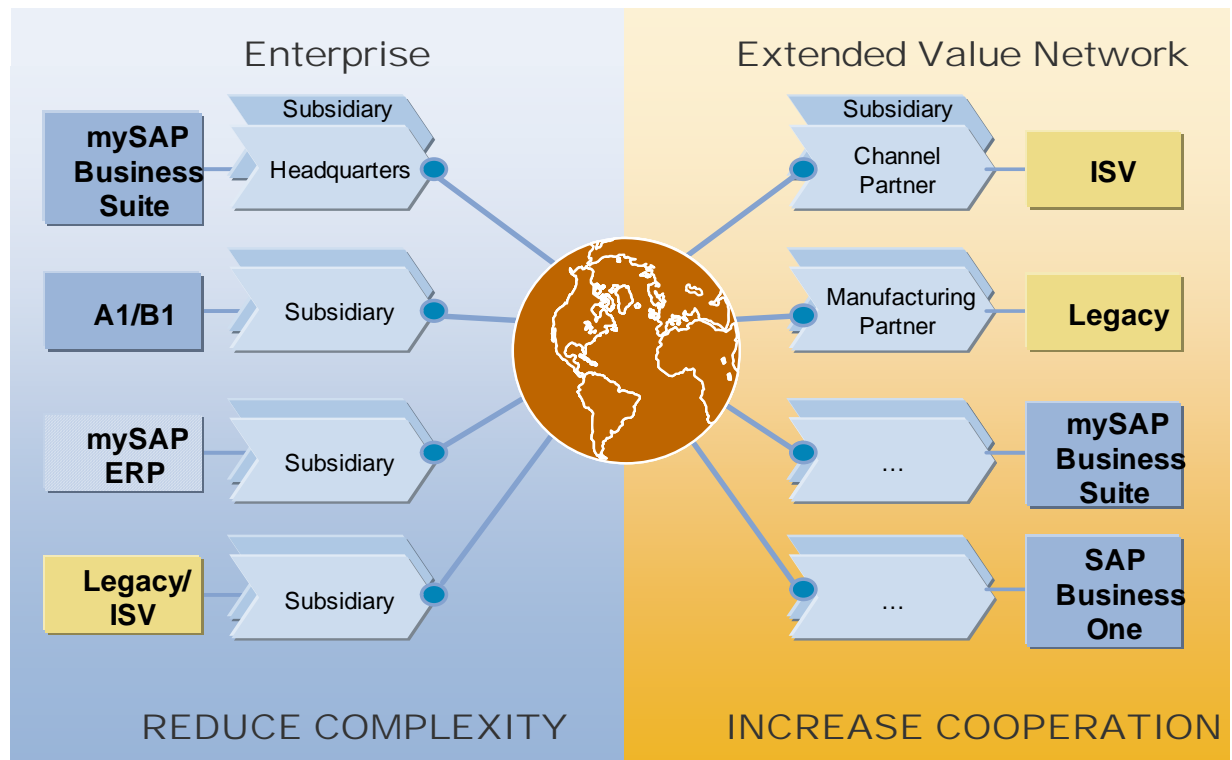 Enterprise
Extended Value Network
mySAP
Business
Suite
Subsidiary
Headquarters
Subsidiary
Channel
Partner
ISV
A1/B1
Subsidiary
Manufacturing
Partner
Legacy
mySAP
ERP
Subsidiary
...
mySAP
Business
Suite
Legacy/
ISV
Subsidiary
...
SAP
Business
One
REDUCE COMPLEXITY
INCREASE COOPERATION